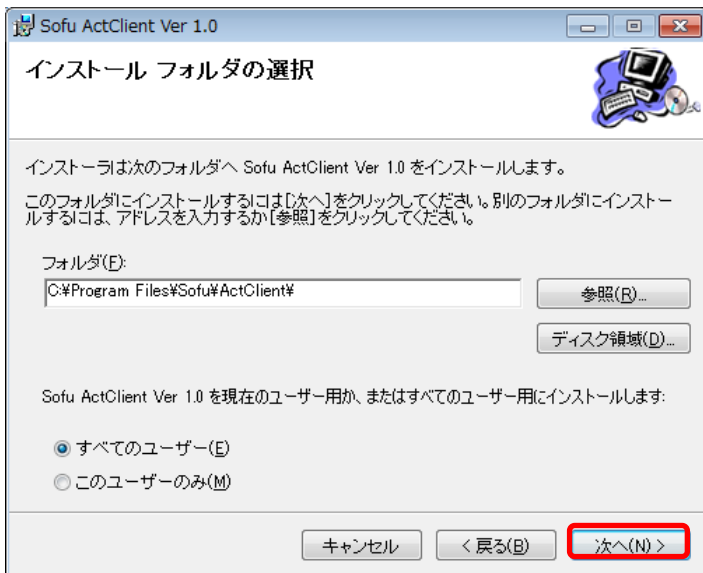 Sofu ActClient Ver 1.0
インストール フォルダの選択
インストーラは次のフォルダへ Sofu ActClient Ver 1.0 をインストールします。
このフォルダにインストールするには[次へ]をクリックしてください。別のフォルダにインストー
ルするには、アドレスを入力するか[参照]をクリックしてください。
フォルダ(F):
C:¥Program Files¥Sofu¥ActClient¥
参照(R)...
ディスク領域(D)...
Sofu ActClient Ver 1.0 を現在のユーザー用か、またはすべてのユーザー用にインストールします:
すべてのユーザー(E)
このユーザーのみ(M)
キャンセル
< 戻る(B)
次へ(N) >